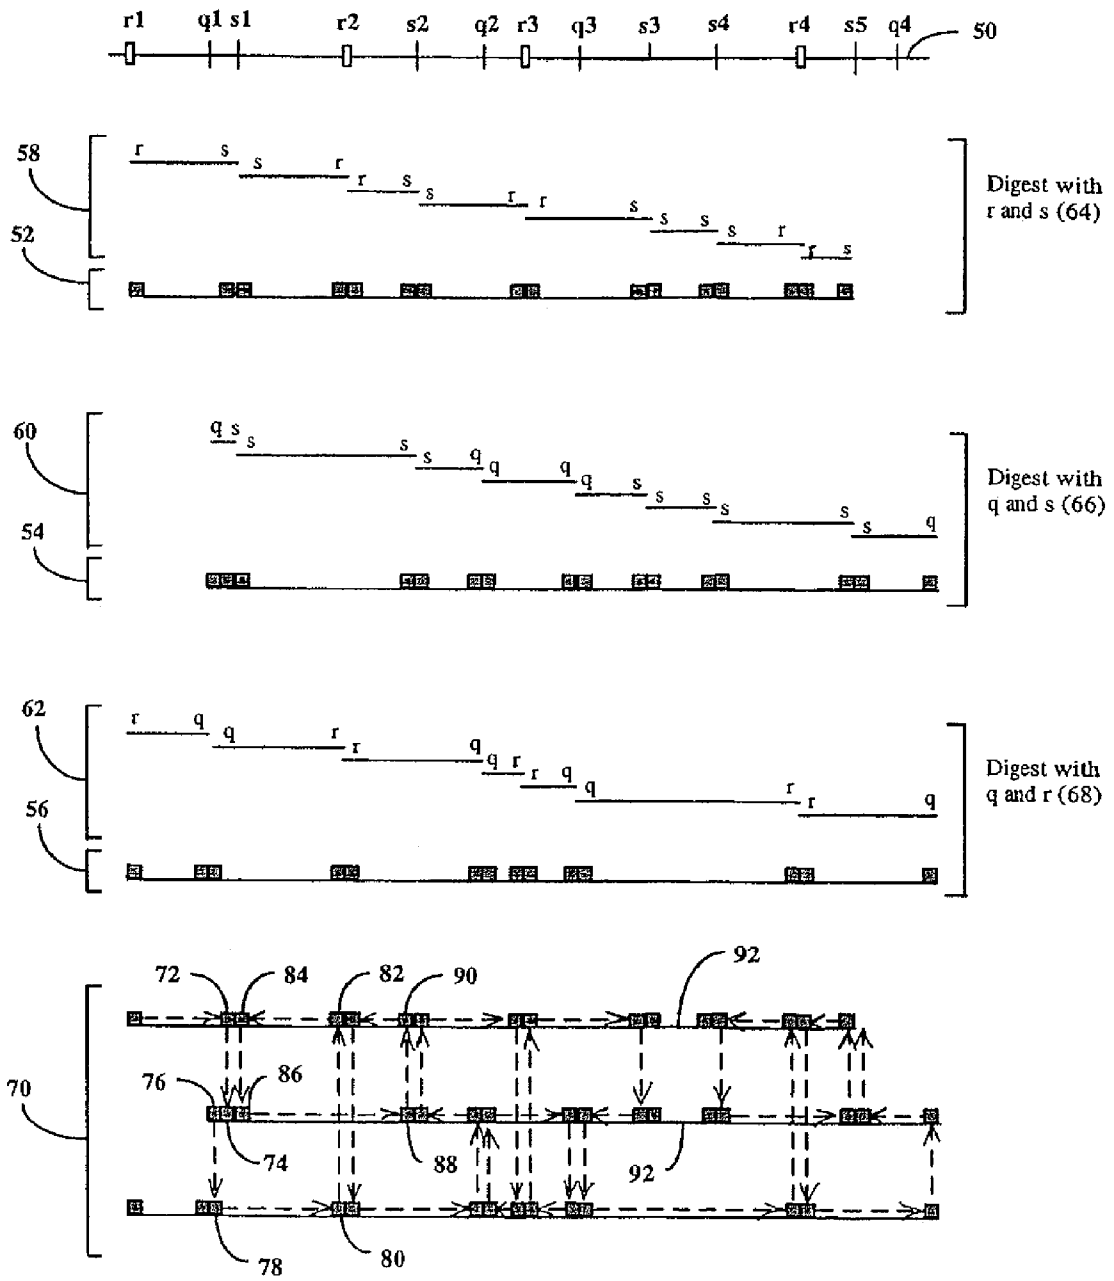 r1 q1 s1 r2 s2 q2 r3 q3 s3 s4 r4 s5 q4 50
58
r s
s r
r s
s r
r s
s s
s r
r s
Digest with
r and s (64)
52
60
q s
s s
s q
q q
q s
s s
s s
s q
Digest with
q and s (66)
54
62
r q
q r
r q
q r
r q
q r
r q
Digest with
q and r (68)
56
72 84 82 90 92
70
76 86
74 88 92
78 80